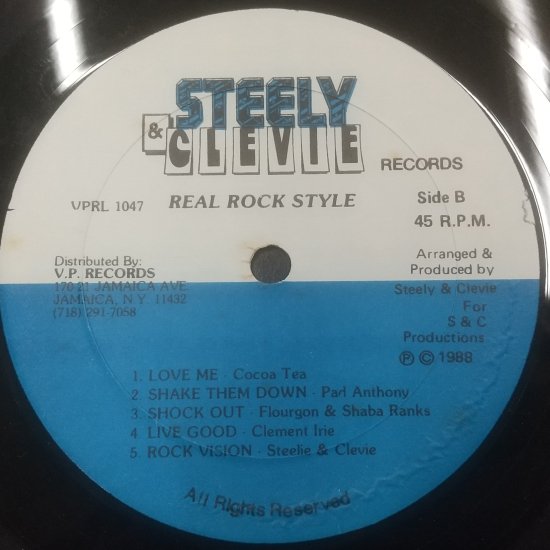 STEELY
& CLEVIE
RECORDS
VPRL 1047
REAL ROCK STYLE
Side B
45 R.P.M.
Distributed By:
V.P. RECORDS
170-21 JAMAICA AVE
JAMAICA, N.Y. 11432
(718) 291-7058
Arranged &
Produced by
Steely & Clevie
For
S & C
Productions
℗ © 1988
1. LOVE ME - Cocoa Tea
2. SHAKE THEM DOWN - Parl Anthony
3. SHOCK OUT - Flourgon & Shaba Ranks
4. LIVE GOOD - Clement Irie
5. ROCK ViSION - Steelie & Clevie
All Rights Reserved